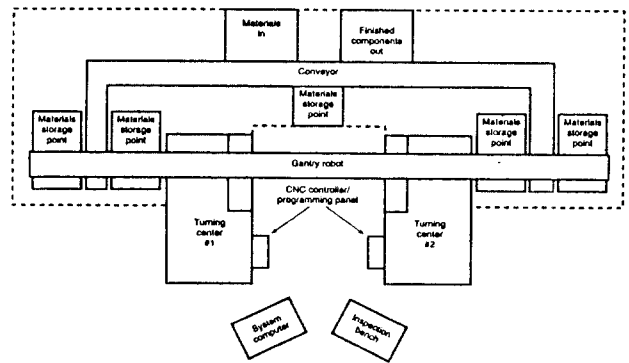 Materials
in
Finished
components
out
Conveyor
Materials
storage
point
Materials
storage
point
Materials
storage
point
Materials
storage
point
Materials
storage
point
Gantry robot
CNC controller/
programming panel
Turning
center
#1
Turning
center
#2
System
computer
Inspection
bench